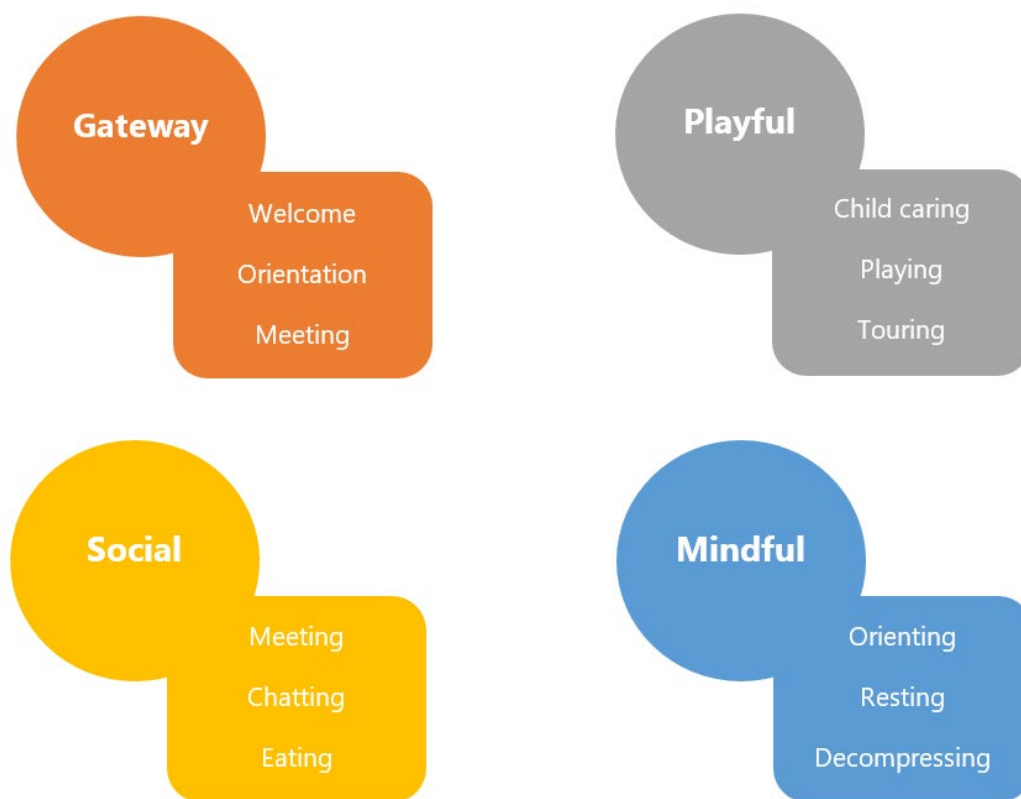 Gateway
Welcome
Orientation
Meeting
Playful
Child caring
Playing
Touring
Social
Meeting
Chatting
Eating
Mindful
Orienting
Resting
Decompressing